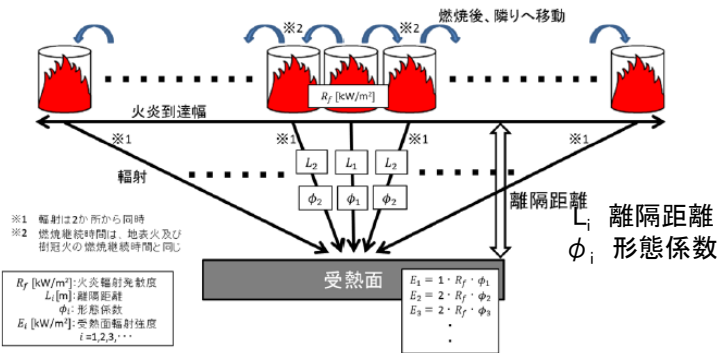 燃焼後、隣りへ移動
※2
※2
R_f [kW/m²]
火炎到達幅
※1
※1
※1
※1
L₂
L₁
L₂
輻射
ϕ₂
ϕ₁
ϕ₂
離隔距離
L_i 離隔距離
ϕ_i 形態係数
※1 輻射は2か所から同時
※2 燃焼継続時間は、地表火及び
樹冠火の燃焼継続時間と同じ
受熱面
R_f [kW/m²]:火炎輻射発散度
L_i[m]:離隔距離
ϕ_i:形態係数
E_i [kW/m²]:受熱面輻射強度
i =1,2,3,･･･
E₁ = 1・R_f・ϕ₁
E₂ = 2・R_f・ϕ₂
E₃ = 2・R_f・ϕ₃